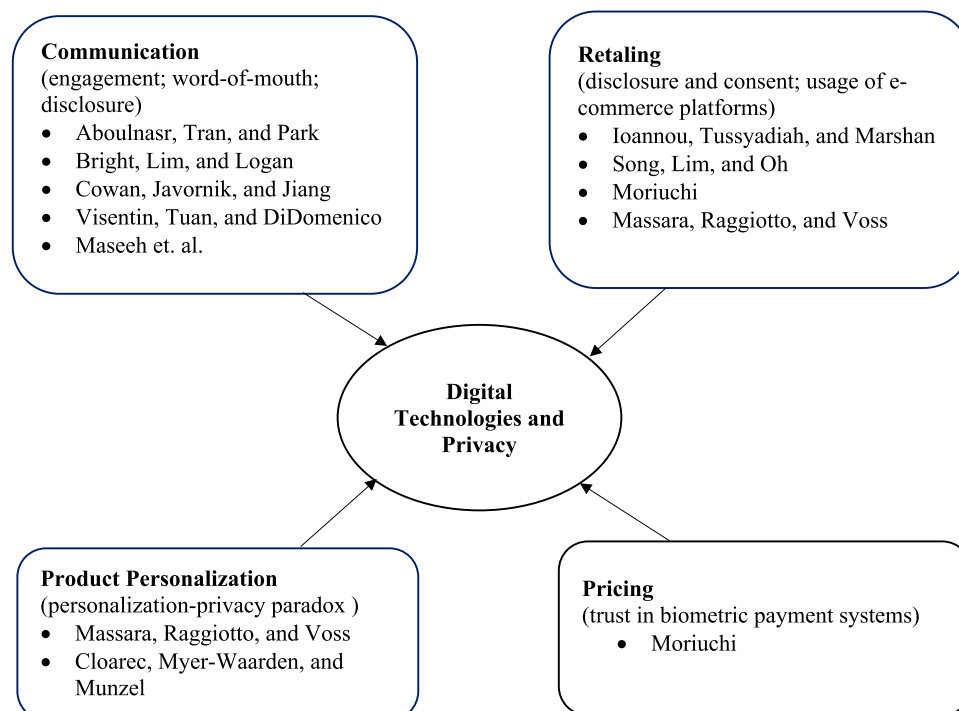 Communication
(engagement; word-of-mouth;
disclosure)
• Aboulnasr, Tran, and Park
• Bright, Lim, and Logan
• Cowan, Javornik, and Jiang
• Visentin, Tuan, and DiDomenico
• Maseeh et. al.
Retaling
(disclosure and consent; usage of e-
commerce platforms)
• Ioannou, Tussyadiah, and Marshan
• Song, Lim, and Oh
• Moriuchi
• Massara, Raggiotto, and Voss
Digital
Technologies and
Privacy
Product Personalization
(personalization-privacy paradox )
• Massara, Raggiotto, and Voss
• Cloarec, Myer-Waarden, and
Munzel
Pricing
(trust in biometric payment systems)
• Moriuchi